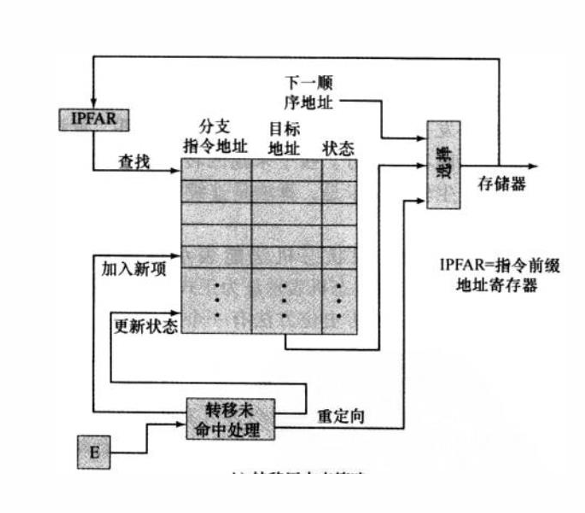 下一顺
序地址
IPFAR
分支
指令地址
目标
地址
状态
查找
选择
存储器
加入新项
IPFAR=指令前缀
地址寄存器
更新状态
转移未
命中处理
重定向
E